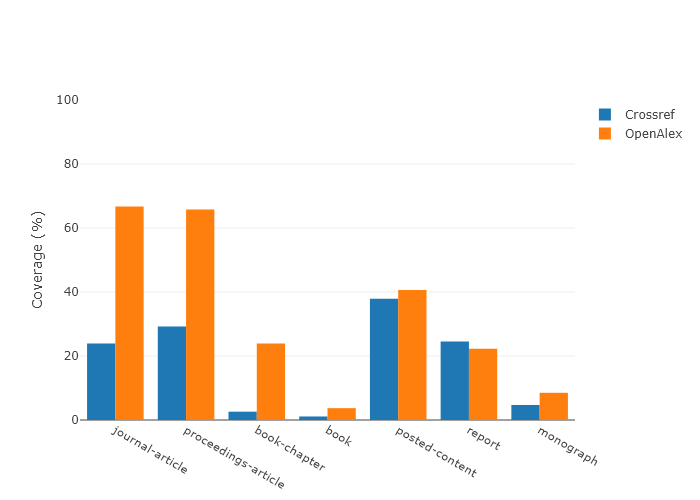 100
80
60
40
20
0
Coverage (%)
journal-article
proceedings-article
book-chapter
book
posted-content
report
monograph
Crossref
OpenAlex